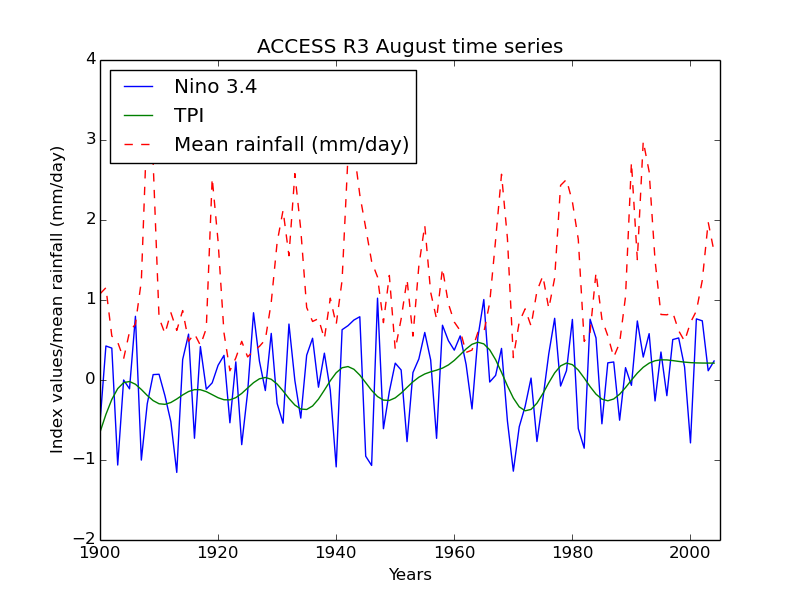 ACCESS R3 August time series
Nino 3.4
TPI
Mean rainfall (mm/day)
Index values/mean rainfall (mm/day)
4
3
2
1
0
−1
−2
1900 1920 1940 1960 1980 2000
Years